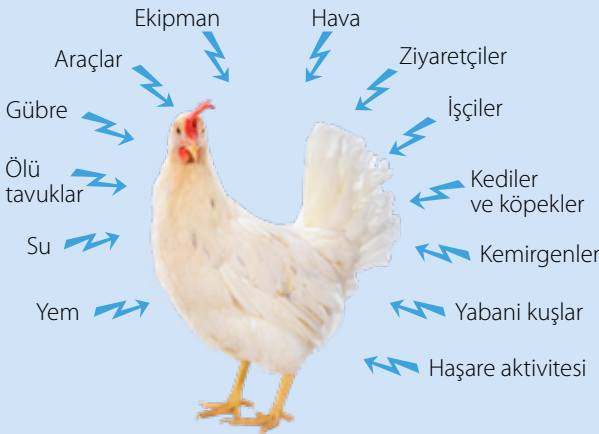 Ekipman
Hava
Araçlar
Ziyaretçiler
Gübre
İşçiler
Ölü
tavuklar
Kediler
ve köpekler
Su
Kemirgenler
Yem
Yabani kuşlar
Haşare aktivitesi